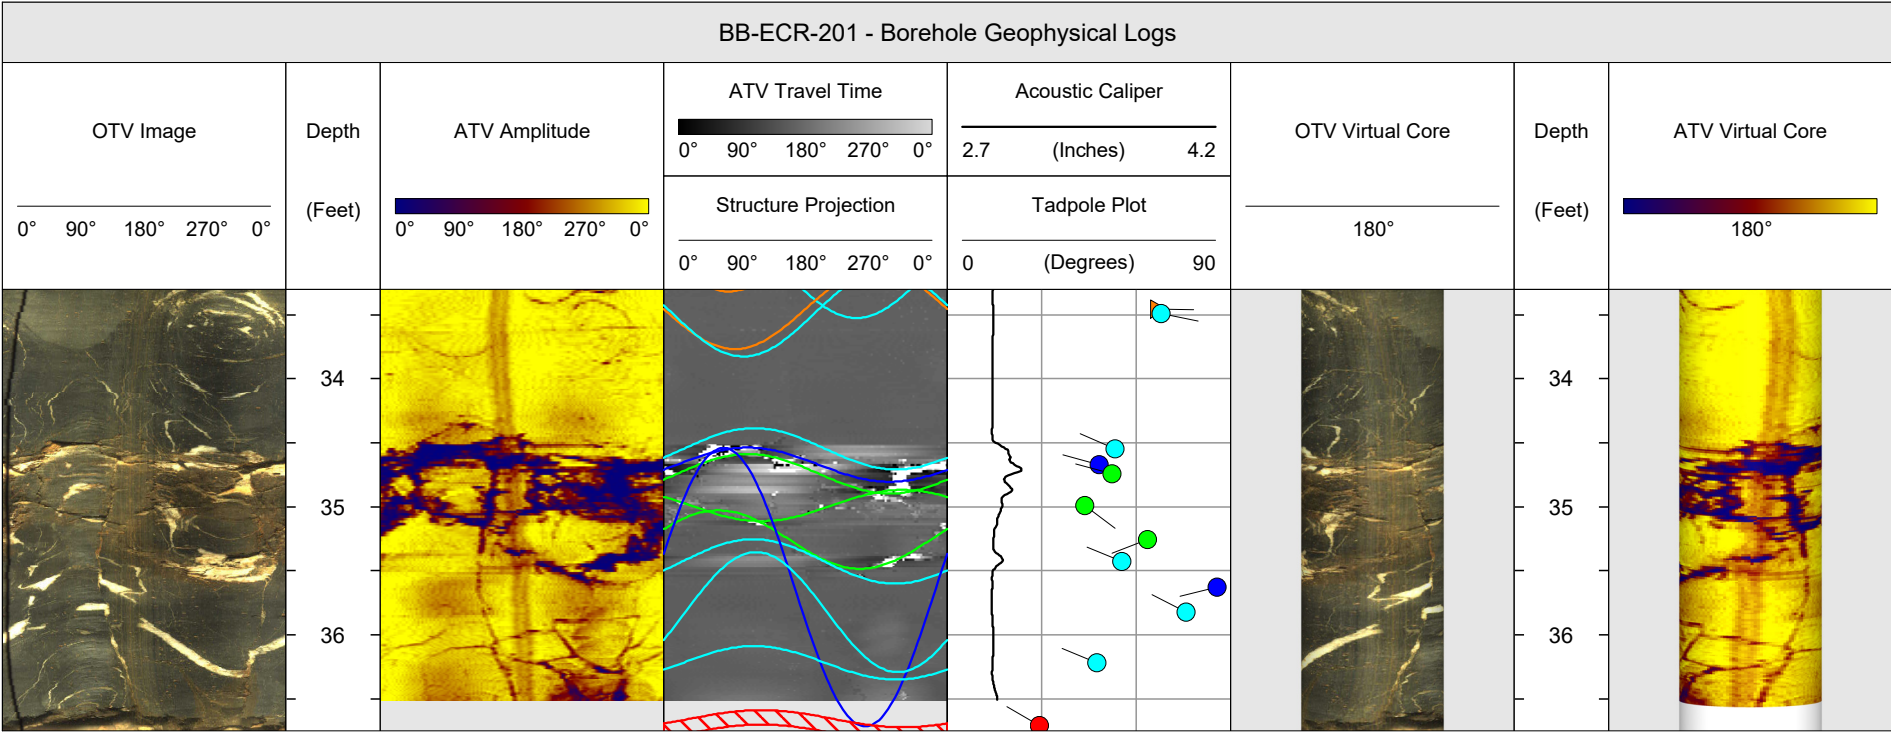 BB-ECR-201 - Borehole Geophysical Logs
OTV Image
0° 90° 180° 270° 0°
Depth
(Feet)
ATV Amplitude
0° 90° 180° 270° 0°
ATV Travel Time
0° 90° 180° 270° 0°
Structure Projection
0° 90° 180° 270° 0°
Acoustic Caliper
2.7 (Inches) 4.2
Tadpole Plot
0 (Degrees) 90
OTV Virtual Core
180°
Depth
(Feet)
ATV Virtual Core
180°
34 34
35 35
36 36